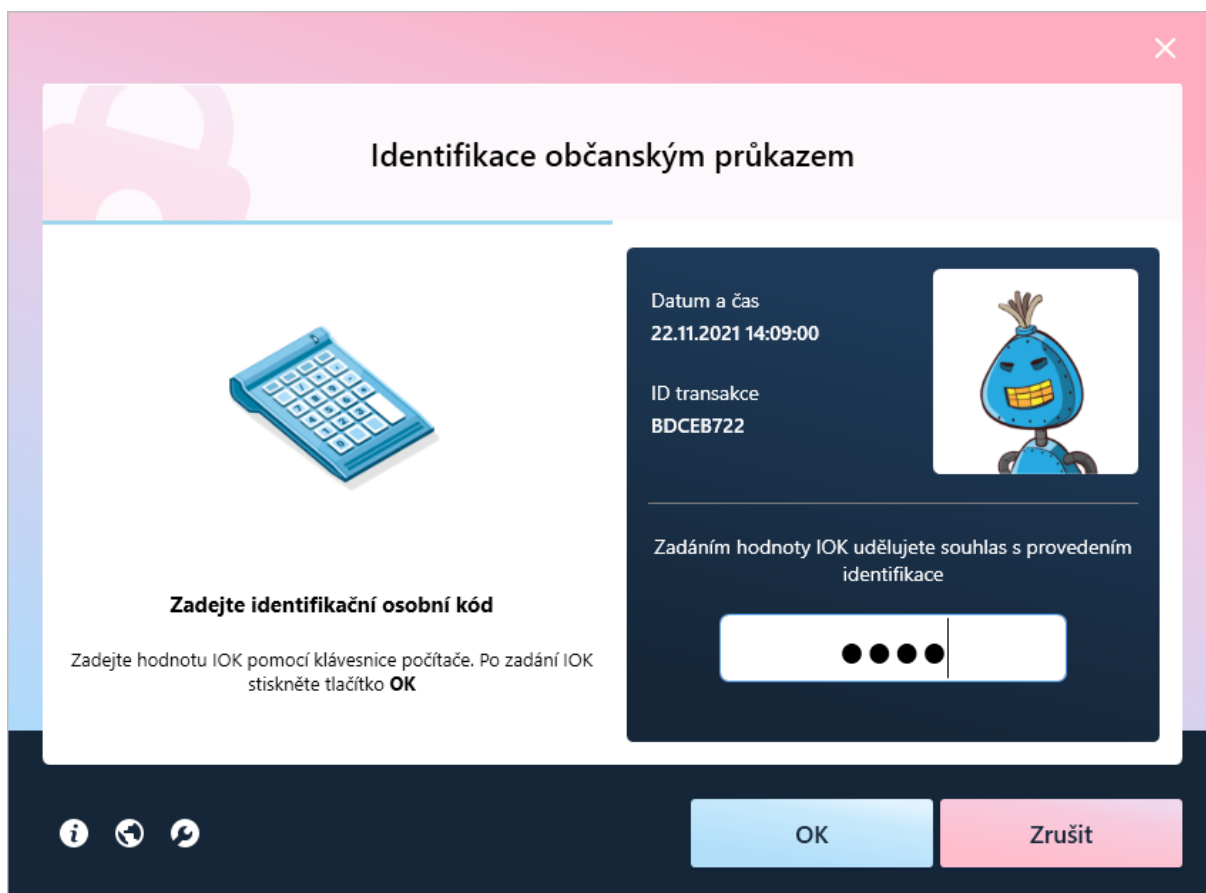 Identifikace občanským průkazem
Zadejte identifikační osobní kód
Zadejte hodnotu IOK pomocí klávesnice počítače. Po zadání IOK
stiskněte tlačítko OK
Datum a čas
22.11.2021 14:09:00
ID transakce
BDCEB722
Zadáním hodnoty IOK udělujete souhlas s provedením
identifikace
OK
Zrušit